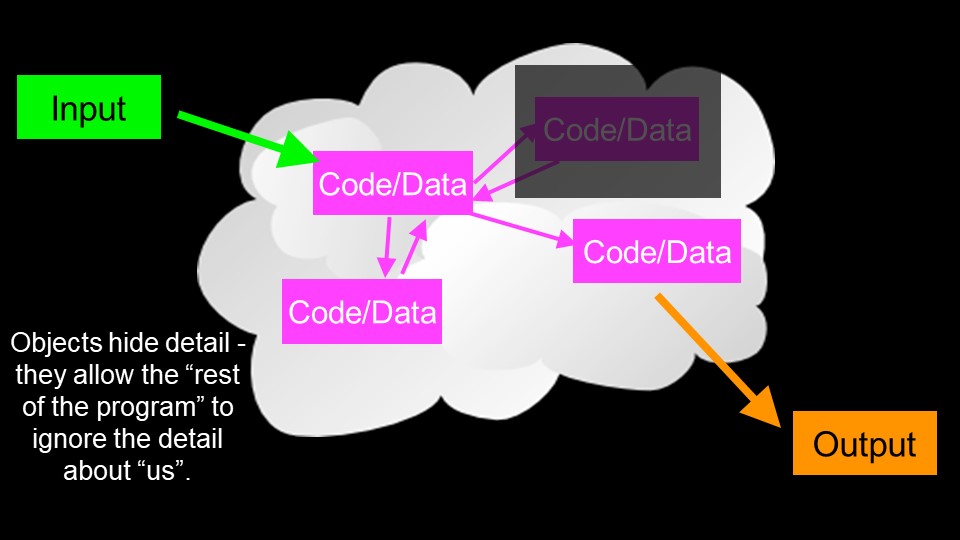 Input
Code/Data
Code/Data
Code/Data
Code/Data
Objects hide detail -
they allow the “rest
of the program” to
ignore the detail
about “us”.
Output